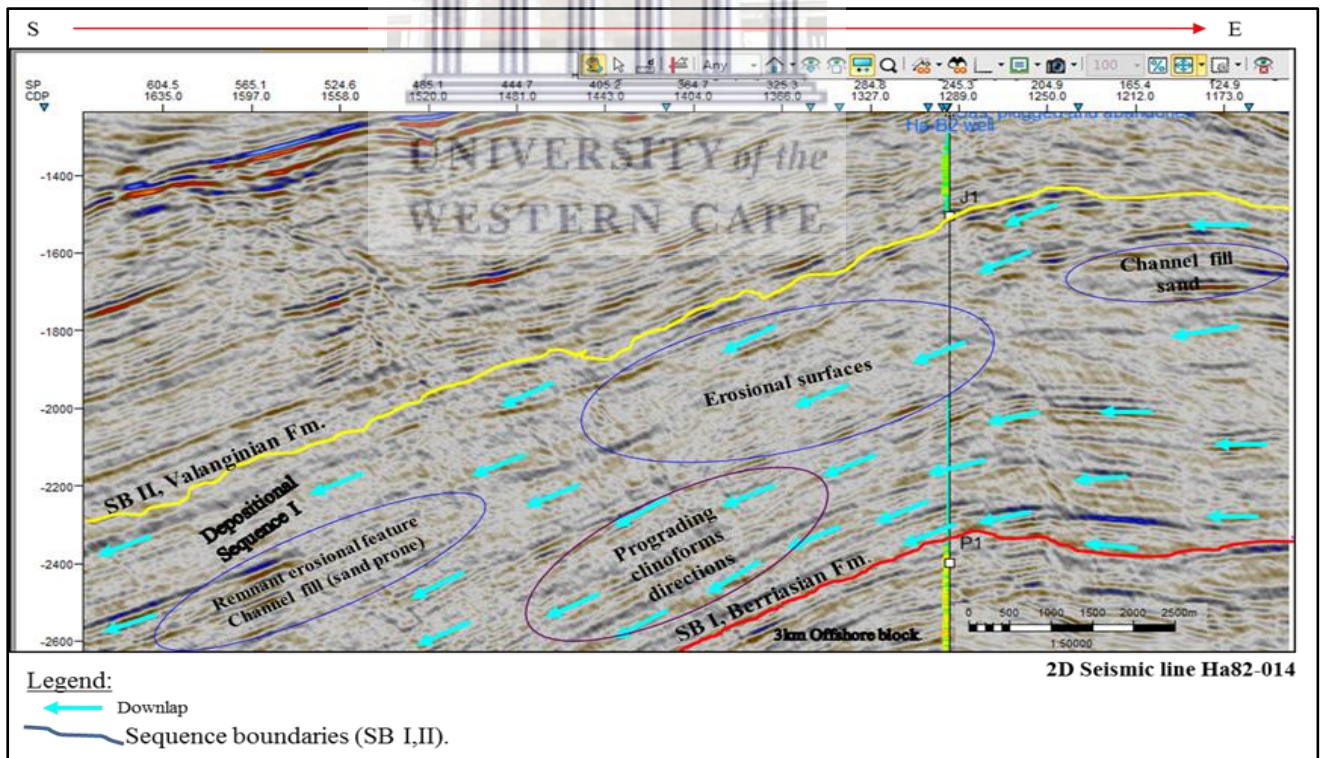 S E
Any 100
SP 604.5 565.1 524.6 485.1 444.7 405.2 364.7 325.3 284.8 245.3 204.9 165.4 124.9
CDP 1635.0 1597.0 1558.0 1520.0 1481.0 1443.0 1404.0 1366.0 1327.0 1289.0 1250.0 1212.0 1173.0
Gas, plugged and abandoned
Ha-B2 well
UNIVERSITY of the
WESTERN CAPE
-1400
J1
-1600
Channel fill
sand
-1800
Erosional surfaces
-2000
SB II, Valanginian Fm.
-2200
Depositional
Sequence I
Remnant erosional feature
Channel fill (sand prone)
Prograding
clinoforms
directions
-2400
P1
SB I, Berriasian Fm.
-2600
3km Offshore block.
0 500 1000 1500 2000 2500m
1:50000
2D Seismic line Ha82-014
Legend:
Downlap
Sequence boundaries (SB I,II).